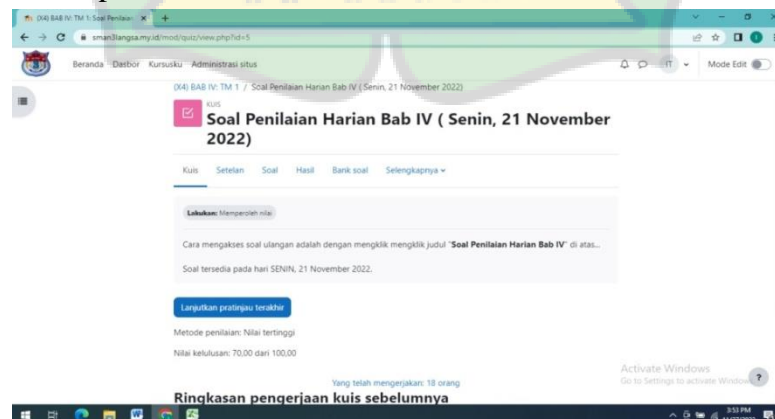 (X4) BAB IV: TM 1: Soal Penilaian
sman3langsa.my.id/mod/quiz/view.php?id=5
Beranda Dasbor Kursusku Administrasi situs
IT
Mode Edit
(X4) BAB IV: TM 1 / Soal Penilaian Harian Bab IV ( Senin, 21 November 2022)
KUIS
Soal Penilaian Harian Bab IV ( Senin, 21 November
2022)
Kuis Setelan Soal Hasil Bank soal Selengkapnya
Lakukan: Memperoleh nilai
Cara mengakses soal ulangan adalah dengan mengklik mengklik judul "Soal Penilaian Harian Bab IV" di atas...
Soal tersedia pada hari SENIN, 21 November 2022.
Lanjutkan pratinjau terakhir
Metode penilaian: Nilai tertinggi
Nilai kelulusan: 70,00 dari 100,00
Yang telah mengerjakan: 18 orang
Activate Windows
Go to Settings to activate Windows
?
Ringkasan pengerjaan kuis sebelumnya
3:53 PM